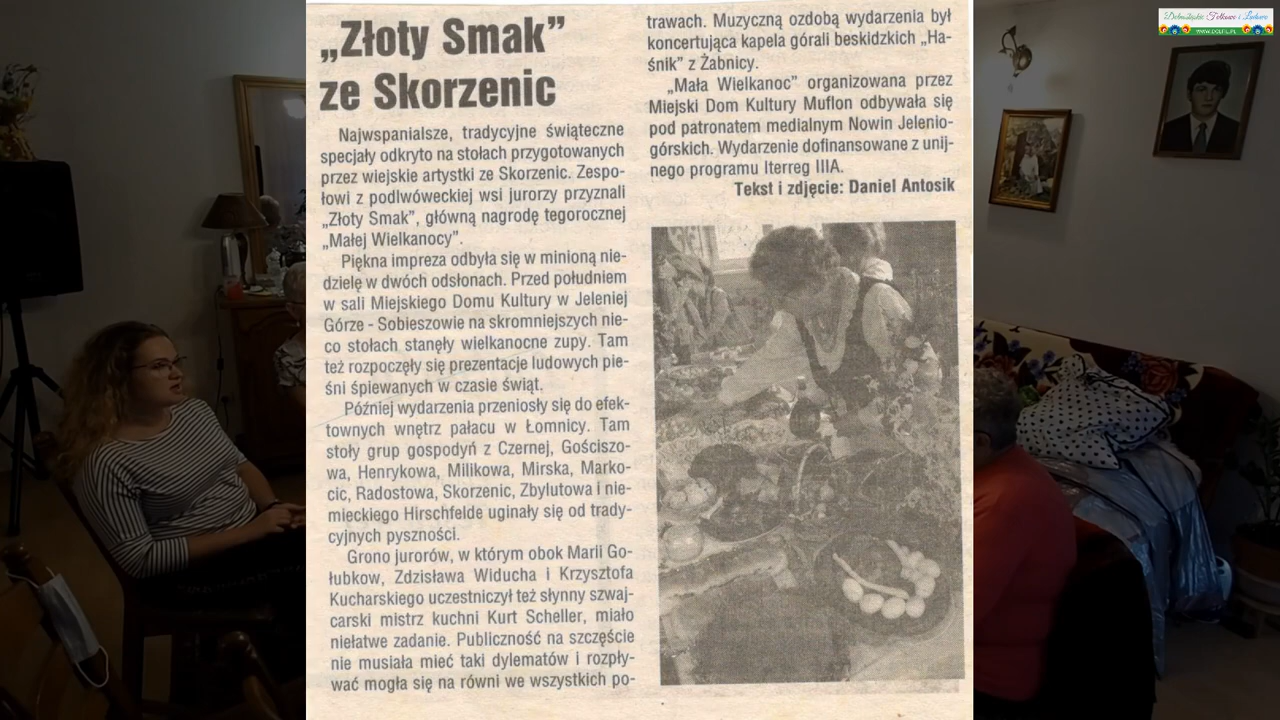 „Złoty Smak”
ze Skorzenic
Najwspanialsze, tradycyjne świąteczne
specjały odkryto na stołach przygotowanych
przez wiejskie artystki ze Skorzenic. Zespo-
łowi z podlwóweckiej wsi jurorzy przyznali
„Złoty Smak”, główną nagrodę tegorocznej
„Małej Wielkanocy”.
Piękna impreza odbyła się w minioną nie-
dzielę w dwóch odsłonach. Przed południem
w sali Miejskiego Domu Kultury w Jeleniej
Górze - Sobieszowie na skromniejszych nie-
co stołach stanęły wielkanocne zupy. Tam
też rozpoczęły się prezentacje ludowych pie-
śni śpiewanych w czasie świąt.
Później wydarzenia przeniosły się do efek-
townych wnętrz pałacu w Łomnicy. Tam
stoły grup gospodyń z Czernej, Gościszo-
wa, Henrykowa, Milikowa, Mirska, Marko-
cic, Radostowa, Skorzenic, Zbylutowa i nie-
mieckiego Hirschfelde uginały się od trady-
cyjnych pyszności.
Grono jurorów, w którym obok Marii Go-
łubkow, Zdzisława Widucha i Krzysztofa
Kucharskiego uczestniczył też słynny szwaj-
carski mistrz kuchni Kurt Scheller, miało
niełatwe zadanie. Publiczność na szczęście
nie musiała mieć taki dylematów i rozpły-
wać mogła się na równi we wszystkich po-
trawach. Muzyczną ozdobą wydarzenia był
koncertująca kapela górali beskidzkich „Ha-
śnik” z Żabnicy.
„Mała Wielkanoc” organizowana przez
Miejski Dom Kultury Muflon odbywała się
pod patronatem medialnym Nowin Jelenio-
górskich. Wydarzenie dofinansowane z unij-
nego programu Iterreg IIIA.
Tekst i zdjęcie: Daniel Antosik
Dolnośląskie Folkowo i Ludowo
WWW.DOLFIL.PL